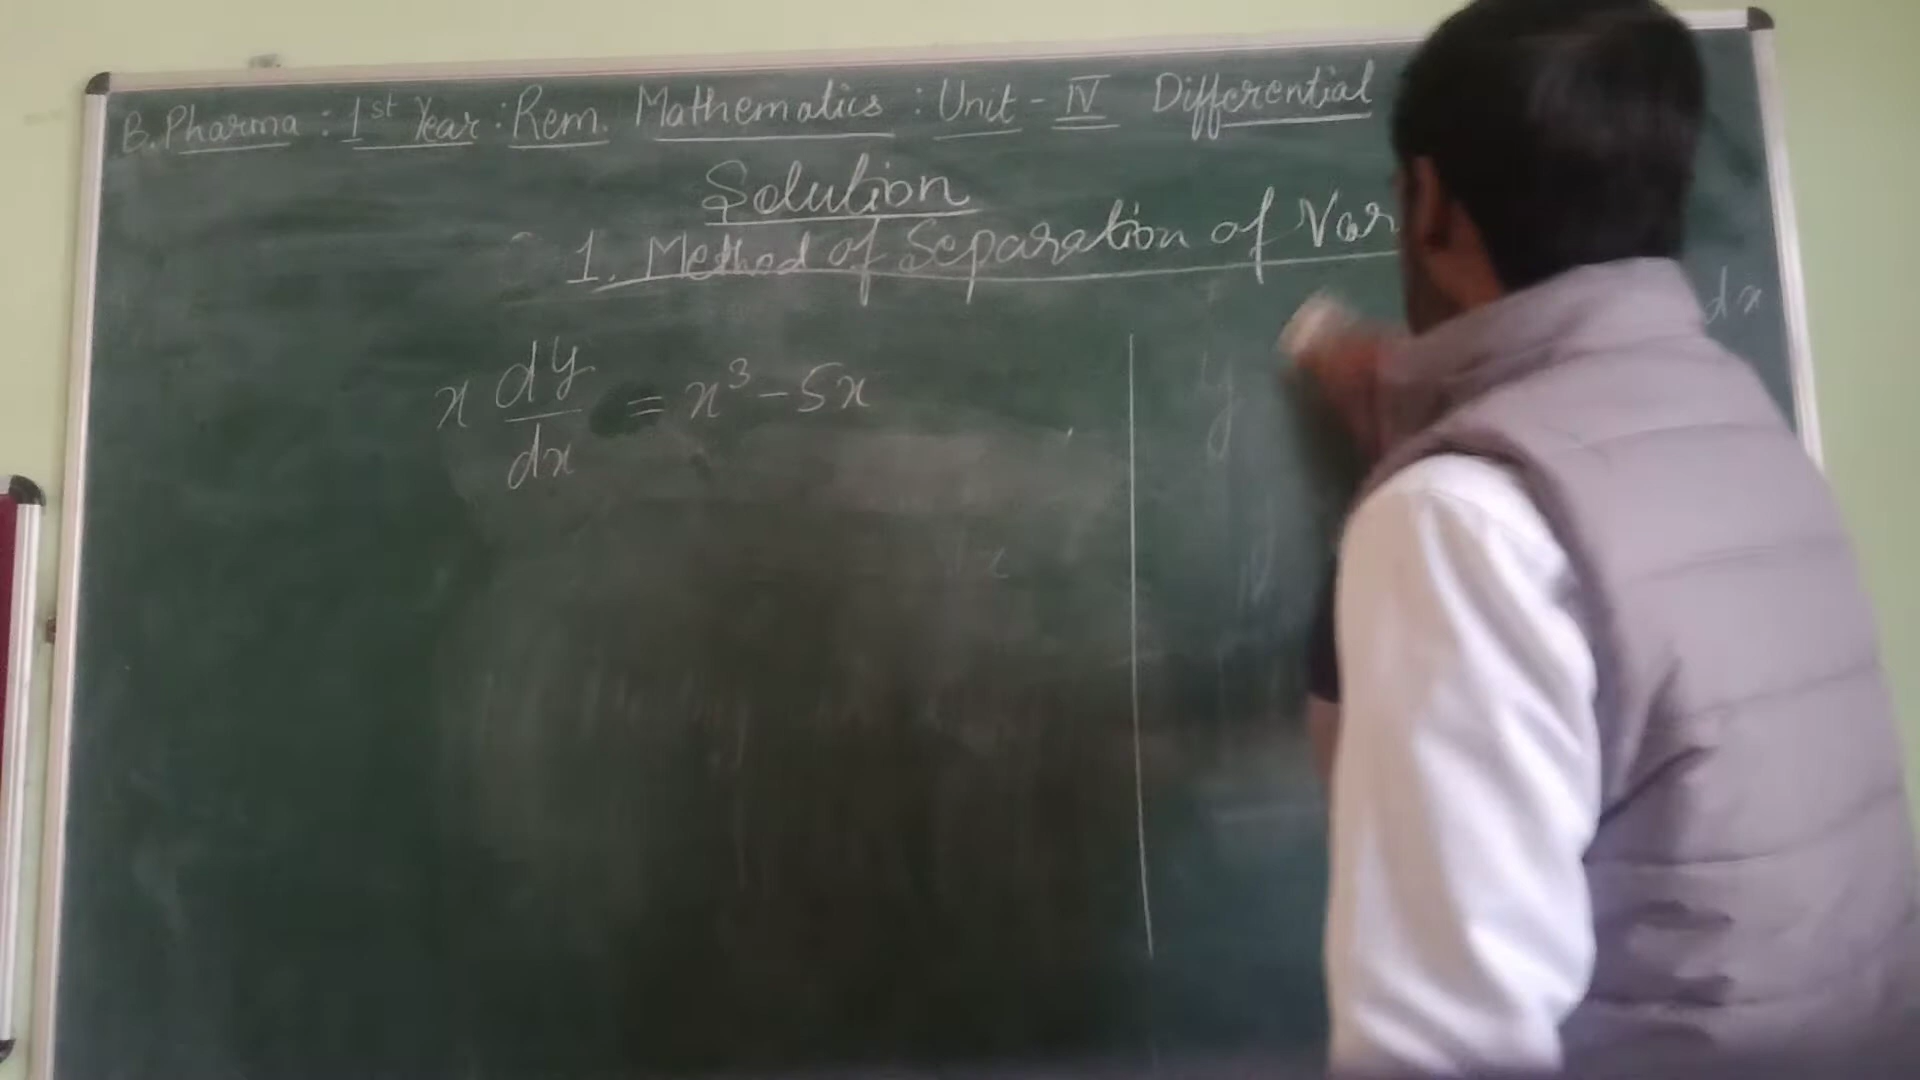 B.Pharma : 1st Year : Rem. Mathematics : Unit - IV Differential
Solution
1. Method of Separation of Var
dx
x dy/dx = x³ - 5x